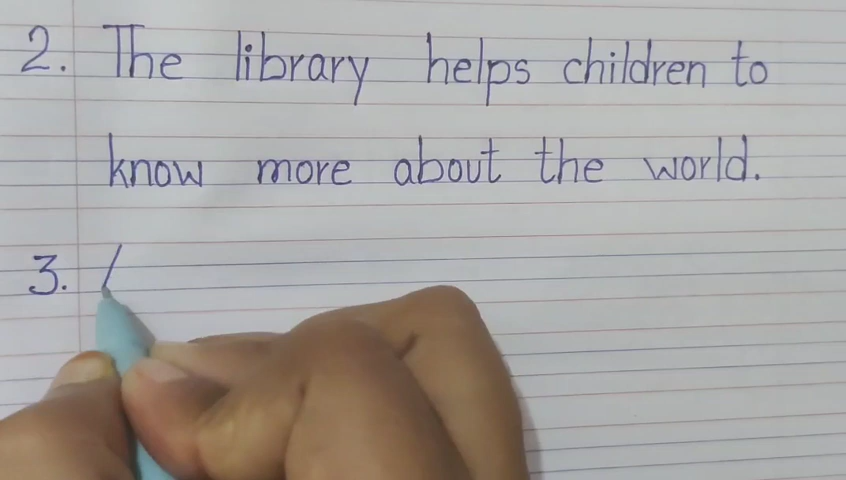 2. The library helps children to
know more about the world.
3.